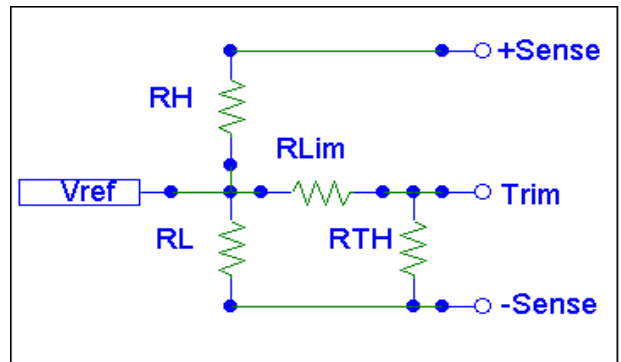 +Sense
RH
RLim
Vref
Trim
RL
RTH
-Sense